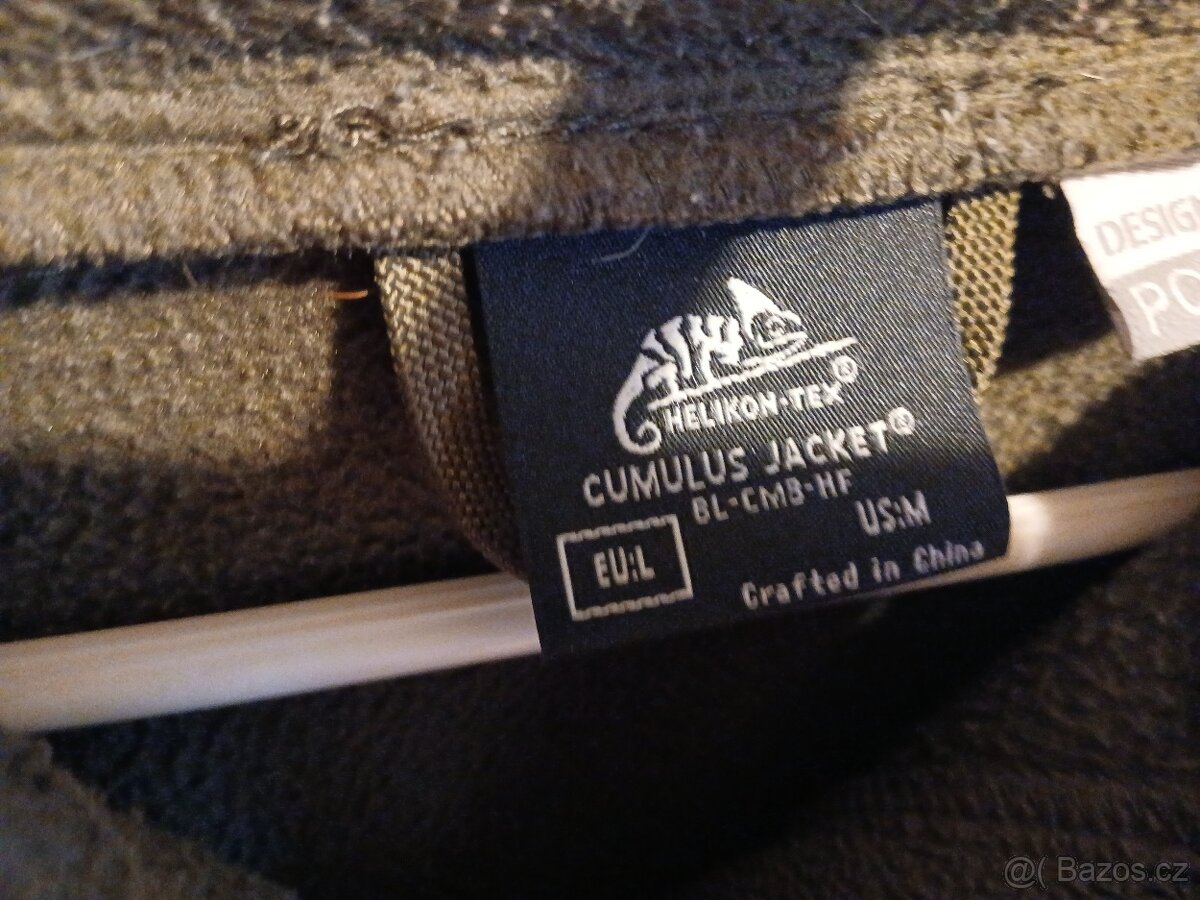 HELIKON-TEX®
CUMULUS JACKET®
BL-CMB-HF
US:M
EU:L
Crafted in China
DESIGN
PO
@( Bazos.cz